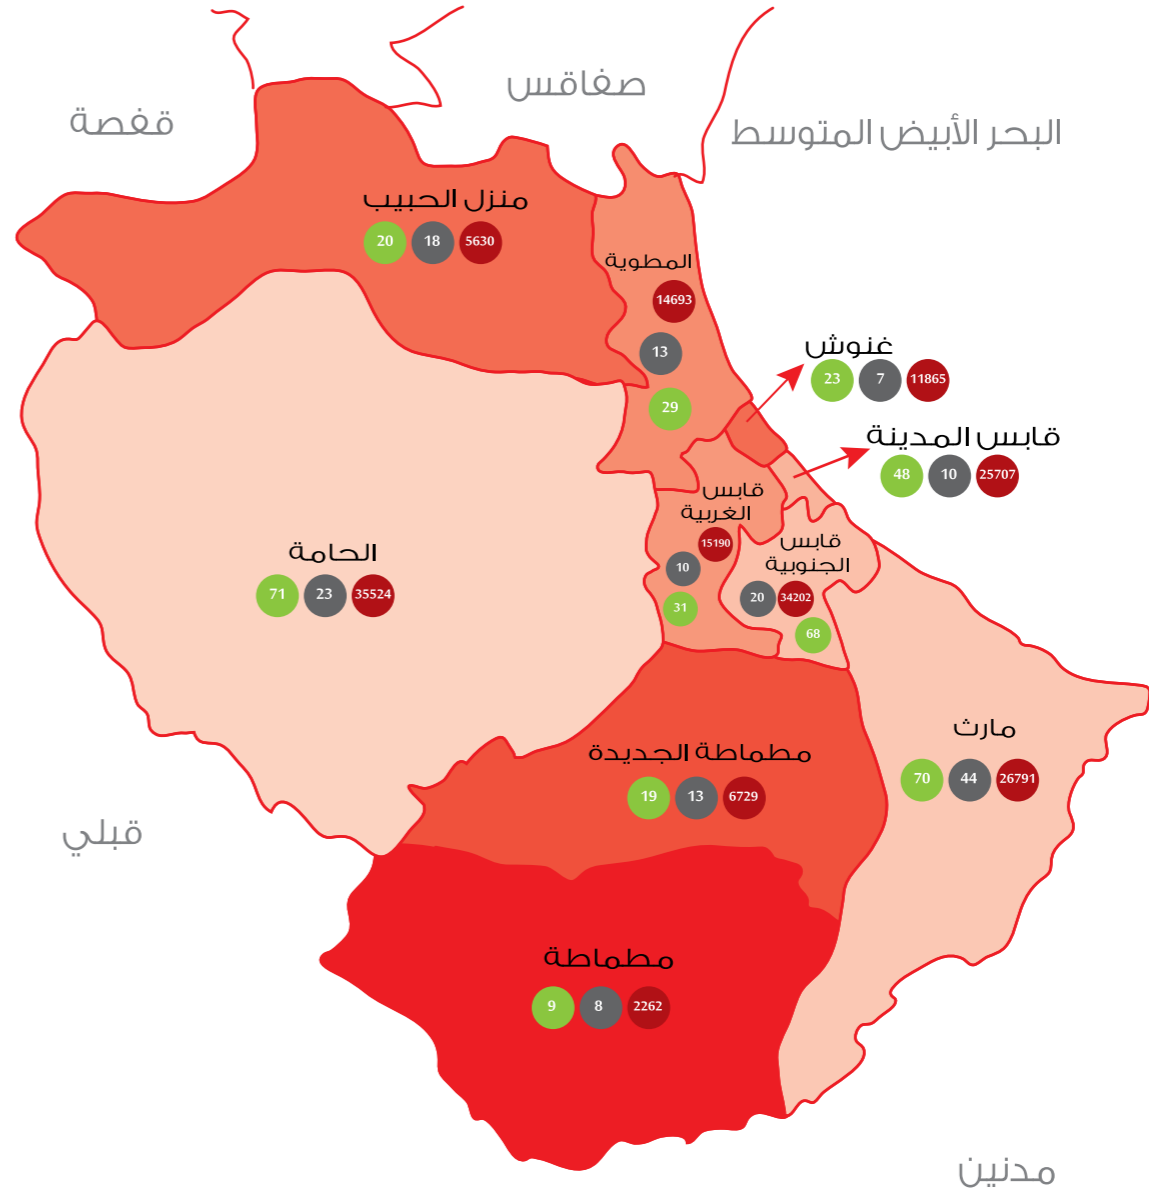 صفاقس
قفصة
البحر الأبيض المتوسط
منزل الحبيب
20 18 5630
المطوية
14693
13
29
غنوش
23 7 11865
قابس المدينة
48 10 25707
قابس
الغربية
15190
10
31
قابس
الجنوبية
20 34202
68
الحامة
71 23 35524
مارث
70 44 26791
مطماطة الجديدة
19 13 6729
قبلي
مطماطة
9 8 2262
مدنين